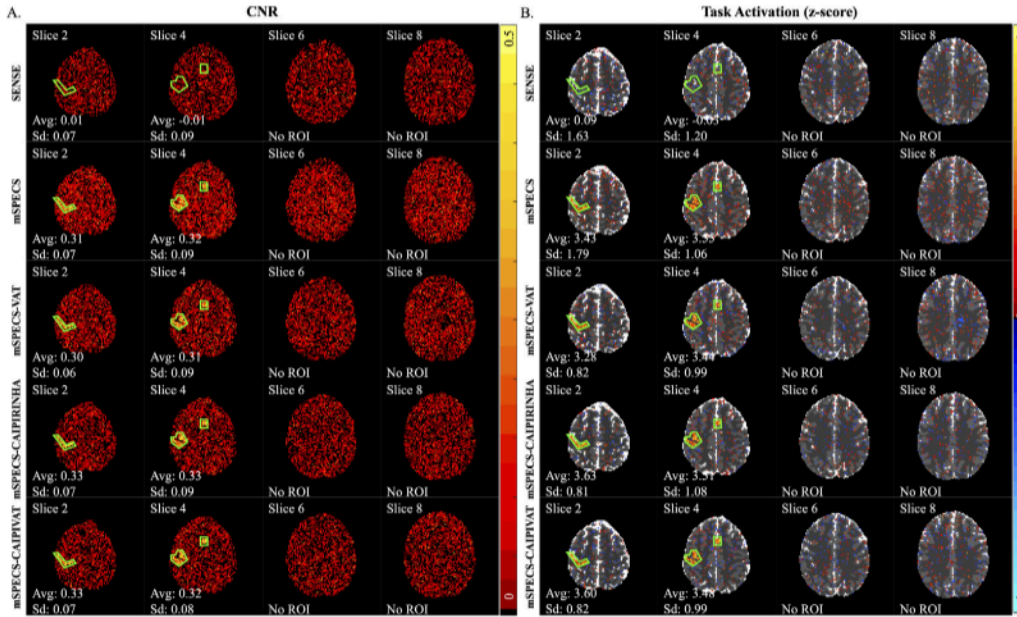 A. CNR
B. Task Activation (z-score)
SENSE
Slice 2 Slice 4 Slice 6 Slice 8
Avg: 0.01 Avg: -0.01
Sd: 0.07 Sd: 0.09 No ROI No ROI
mSPECS
Slice 2 Slice 4 Slice 6 Slice 8
Avg: 0.31 Avg: 0.32
Sd: 0.07 Sd: 0.09 No ROI No ROI
mSPECS-VAT
Slice 2 Slice 4 Slice 6 Slice 8
Avg: 0.30 Avg: 0.31
Sd: 0.06 Sd: 0.09 No ROI No ROI
mSPECS-CAIPIRINHA
Slice 2 Slice 4 Slice 6 Slice 8
Avg: 0.33 Avg: 0.33
Sd: 0.07 Sd: 0.09 No ROI No ROI
mSPECS-CAIPIVAT
Slice 2 Slice 4 Slice 6 Slice 8
Avg: 0.33 Avg: 0.32
Sd: 0.07 Sd: 0.08 No ROI No ROI
0.5
0
SENSE
Slice 2 Slice 4 Slice 6 Slice 8
Avg: 0.09 Avg: -0.05
Sd: 1.63 Sd: 1.20 No ROI No ROI
mSPECS
Slice 2 Slice 4 Slice 6 Slice 8
Avg: 3.43 Avg: 3.55
Sd: 1.79 Sd: 1.06 No ROI No ROI
mSPECS-VAT
Slice 2 Slice 4 Slice 6 Slice 8
Avg: 3.28 Avg: 3.44
Sd: 0.82 Sd: 0.99 No ROI No ROI
mSPECS-CAIPIRINHA
Slice 2 Slice 4 Slice 6 Slice 8
Avg: 3.63 Avg: 3.51
Sd: 0.81 Sd: 1.08 No ROI No ROI
mSPECS-CAIPIVAT
Slice 2 Slice 4 Slice 6 Slice 8
Avg: 3.60 Avg: 3.48
Sd: 0.82 Sd: 0.99 No ROI No ROI